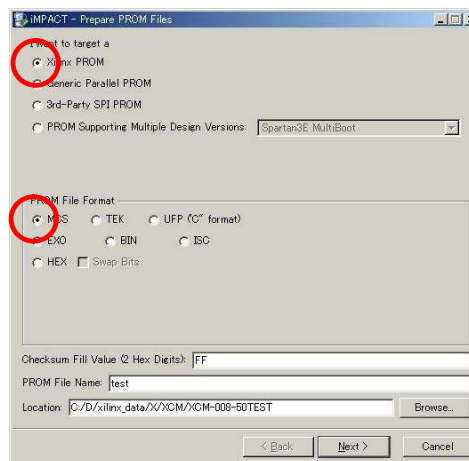 iMPACT - Prepare PROM Files
I want to target a
Xilinx PROM
Generic Parallel PROM
3rd-Party SPI PROM
PROM Supporting Multiple Design Versions: Spartan3E MultiBoot
PROM File Format
MCS TEK UFP (C" format)
EXO BIN ISC
HEX Swap Bits
Checksum Fill Value (2 Hex Digits): FF
PROM File Name: test
Location: C:/D/xilinx_data/X/XCM/XCM-008-50TEST Browse...
< Back Next > Cancel